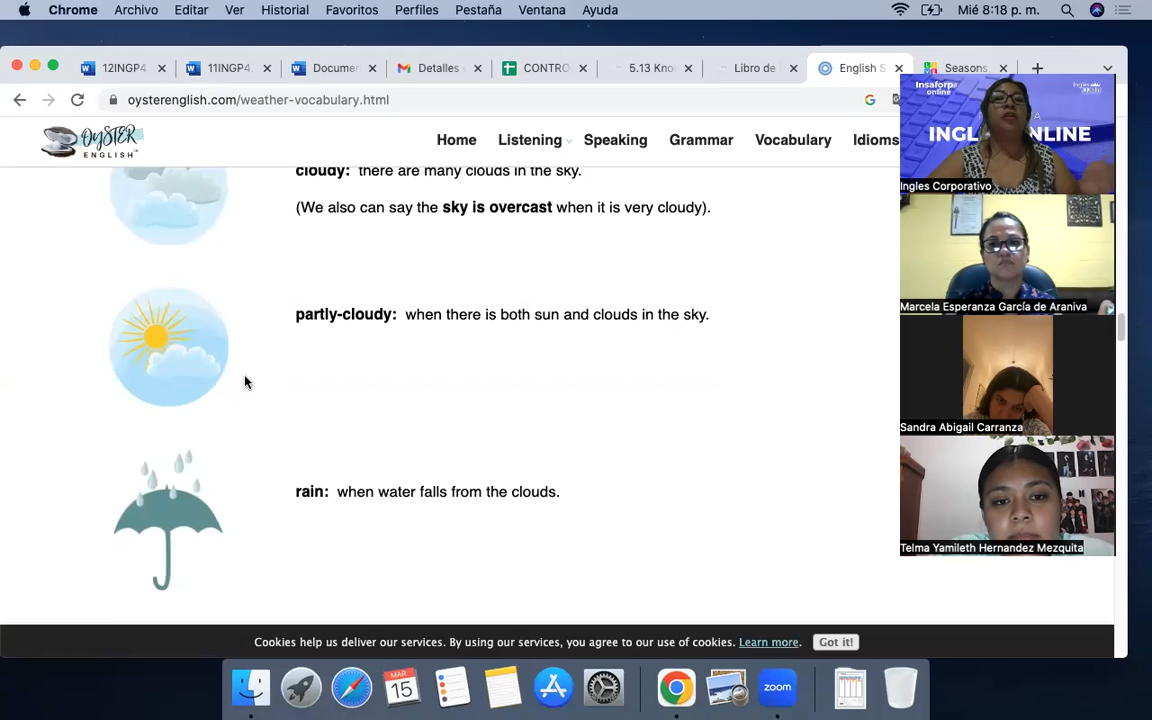 Chrome Archivo Editar Ver Historial Favoritos Perfiles Pestaña Ventana Ayuda Mié 8:18 p. m.
12INGP4 11INGP4. Documen Detalles CONTRO 5.13 Kno Libro de English S Seasons,
oysterenglish.com/weather-vocabulary.html
OYSTER
ENGLISH
Home Listening Speaking Grammar Vocabulary Idioms
Insaforp
online
INGL NLINE
Ingles Corporativo
cloudy: there are many clouds in the sky.
(We also can say the sky is overcast when it is very cloudy).
Marcela Esperanza García de Araniva
partly-cloudy: when there is both sun and clouds in the sky.
Sandra Abigail Carranza
rain: when water falls from the clouds.
Telma Yamileth Hernandez Mezquita
Cookies help us deliver our services. By using our services, you agree to our use of cookies. Learn more. Got it!
MAR.
15
zoom